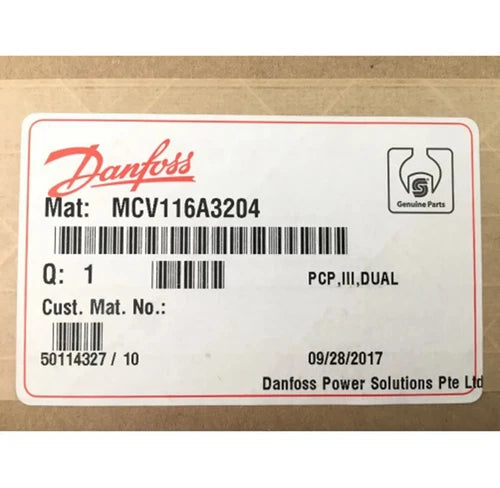 Danfoss
Genuine Parts
Mat: MCV116A3204
Q: 1
PCP,III,DUAL
Cust. Mat. No.:
50114327 / 10
09/28/2017
Danfoss Power Solutions Pte Ltd